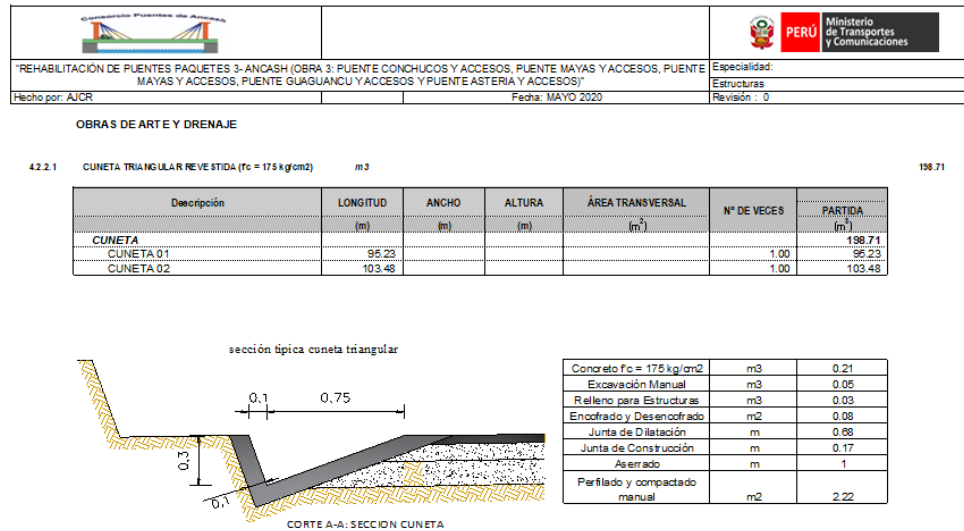 Consorcio Puentes de Ancash
PERÚ Ministerio de Transportes y Comunicaciones
"REHABILITACIÓN DE PUENTES PAQUETES 3- ANCASH (OBRA 3: PUENTE CONCHUCOS Y ACCESOS, PUENTE MAYAS Y ACCESOS, PUENTE
MAYAS Y ACCESOS, PUENTE GUAGUANCU Y ACCESOS Y PUENTE ASTERIA Y ACCESOS)"
Especialidad:
Estructuras
Hecho por: AJCR Fecha: MAYO 2020 Revisión : 0
OBRAS DE ARTE Y DRENAJE
4.2.2.1 CUNETA TRIANGULAR REVESTIDA (f'c = 175 kg/cm2) m3 198.71
Descripción LONGITUD ANCHO ALTURA ÁREA TRANSVERSAL N° DE VECES PARTIDA
(m) (m) (m) (m2) (m3)
CUNETA 198.71
CUNETA 01 95.23 1.00 95.23
CUNETA 02 103.48 1.00 103.48
sección tipica cuneta triangular
0.1 0.75
0.3
0.1
CORTE A-A: SECCION CUNETA
Concreto f'c = 175 kg/cm2 m3 0.21
Excavación Manual m3 0.05
Relleno para Estructuras m3 0.03
Encofrado y Desencofrado m2 0.08
Junta de Dilatación m 0.68
Junta de Construcción m 0.17
Aserrado m 1
Perfilado y compactado
manual m2 2.22